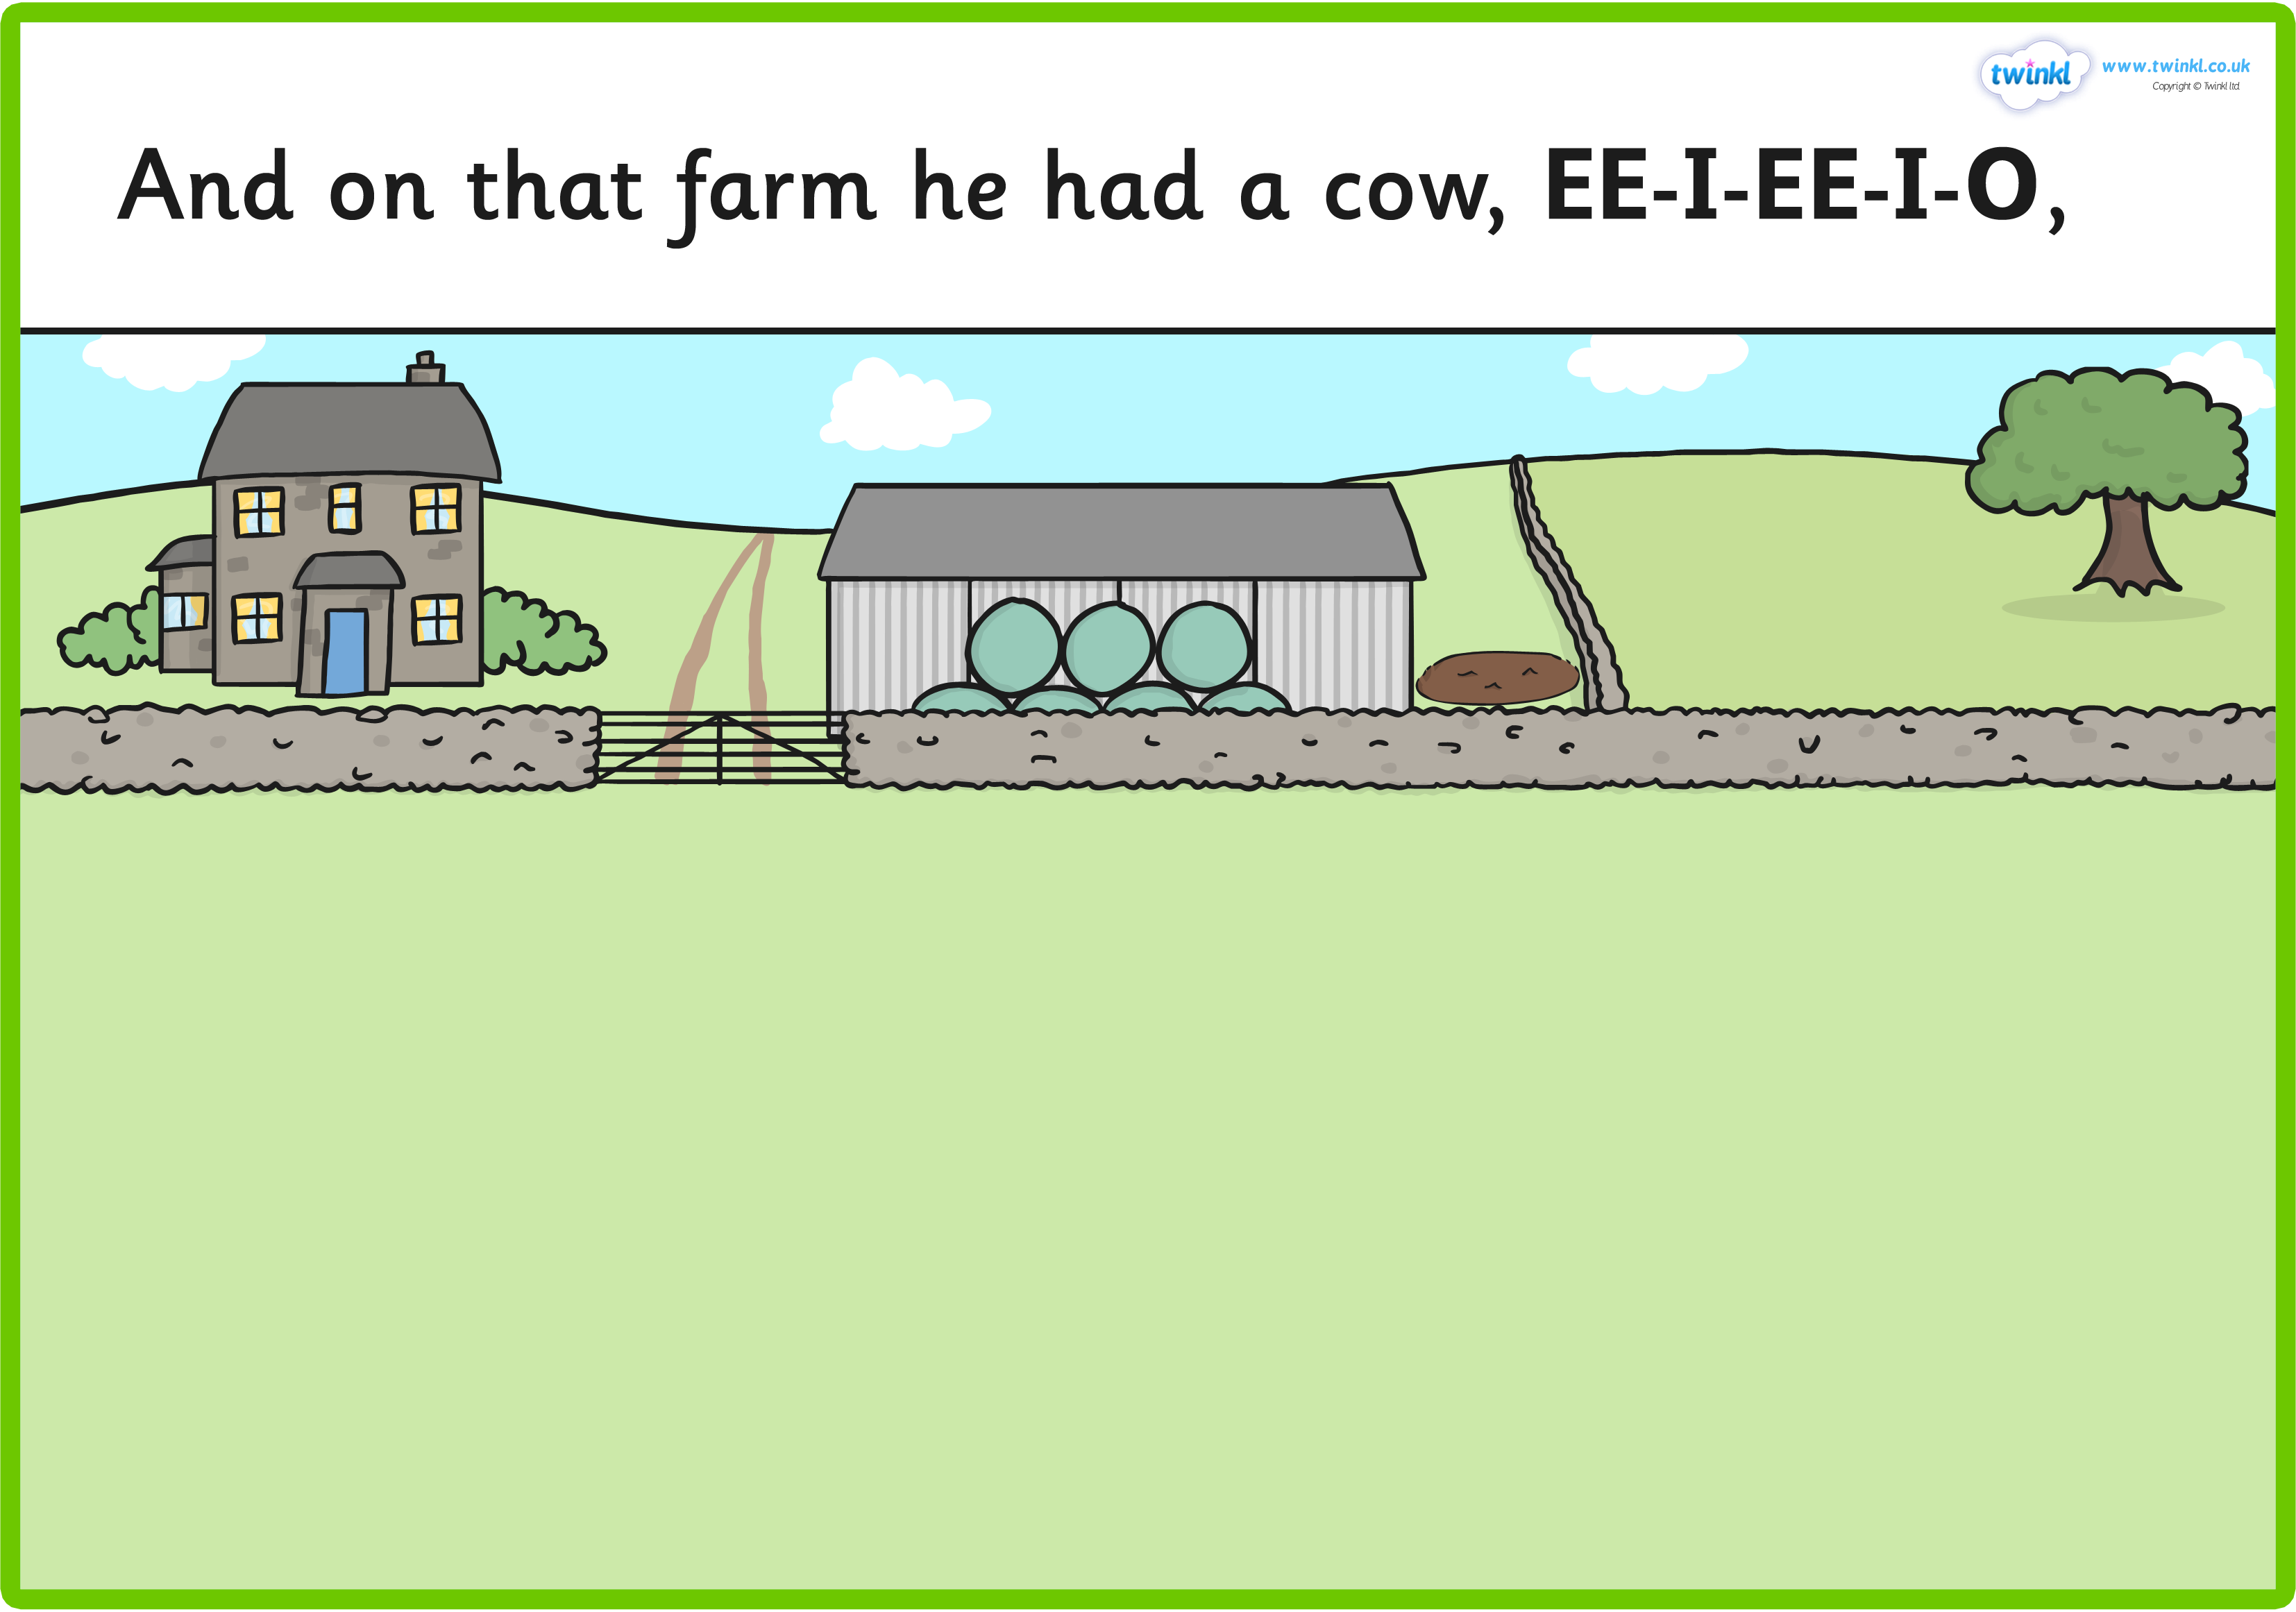 twinkl
www.twinkl.co.uk
Copyright © Twinkl ltd.
And on that farm he had a cow, EE-I-EE-I-O,